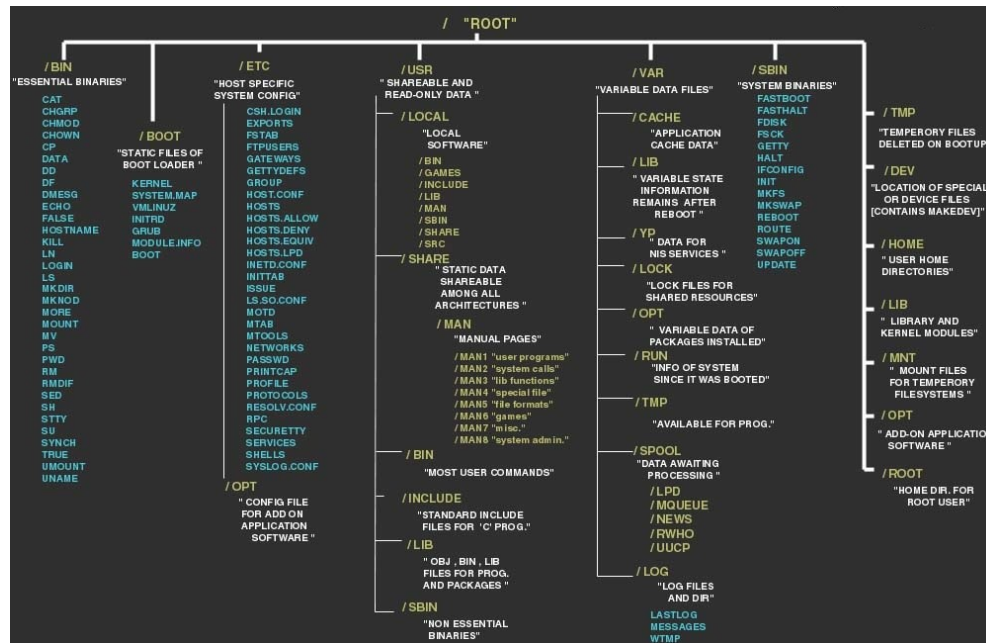 / "ROOT"
/BIN
"ESSENTIAL BINARIES"
CAT
CHGRP
CHMOD
CHOWN
CP
DATA
DD
DF
DMESG
ECHO
FALSE
HOSTNAME
KILL
LN
LOGIN
LS
MKDIR
MKNOD
MORE
MOUNT
MV
PS
PWD
RM
RMDIF
SED
SH
STTY
SU
SYNCH
TRUE
UMOUNT
UNAME
/BOOT
"STATIC FILES OF
BOOT LOADER "
KERNEL
SYSTEM.MAP
VMLINUZ
INITRD
GRUB
MODULE.INFO
BOOT
/ETC
"HOST SPECIFIC
SYSTEM CONFIG"
CSH.LOGIN
EXPORTS
FSTAB
FTPUSERS
GATEWAYS
GETTYDEFS
GROUP
HOST.CONF
HOSTS
HOSTS.ALLOW
HOSTS.DENY
HOSTS.EQUIV
HOSTS.LPD
INETD.CONF
INITTAB
ISSUE
LS.SO.CONF
MOTD
MTAB
MTOOLS
NETWORKS
PASSWD
PRINTCAP
PROFILE
PROTOCOLS
RESOLV.CONF
RPC
SECURETTY
SERVICES
SHELLS
SYSLOG.CONF
/OPT
" CONFIG FILE
FOR ADD ON
APPLICATION
SOFTWARE "
/USR
" SHAREABLE AND
READ-ONLY DATA "
/LOCAL
"LOCAL
SOFTWARE"
/BIN
/GAMES
/INCLUDE
/LIB
/MAN
/SBIN
/SHARE
/SRC
/SHARE
" STATIC DATA
SHAREABLE
AMONG ALL
ARCHITECTURES "
/MAN
"MANUAL PAGES"
/MAN1 "user programs"
/MAN2 "system calls"
/MAN3 "lib functions"
/MAN4 "special file"
/MAN5 "file formats"
/MAN6 "games"
/MAN7 "misc."
/MAN8 "system admin."
/BIN
"MOST USER COMMANDS"
/INCLUDE
"STANDARD INCLUDE
FILES FOR 'C' PROG."
/LIB
" OBJ , BIN , LIB
FILES FOR PROG.
AND PACKAGES "
/SBIN
"NON ESSENTIAL
BINARIES"
/VAR
"VARIABLE DATA FILES"
/CACHE
"APPLICATION
CACHE DATA"
/LIB
" VARIABLE STATE
INFORMATION
REMAINS AFTER
REBOOT "
/YP
" DATA FOR
NIS SERVICES "
/LOCK
"LOCK FILES FOR
SHARED RESOURCES"
/OPT
" VARIABLE DATA OF
PACKAGES INSTALLED"
/RUN
"INFO OF SYSTEM
SINCE IT WAS BOOTED"
/TMP
"AVAILABLE FOR PROG.
/SPOOL
"DATA AWAITING
PROCESSING "
/LPD
/MQUEUE
/NEWS
/RWHO
/UUCP
/LOG
"LOG FILES
AND DIR"
LASTLOG
MESSAGES
WTMP
/SBIN
"SYSTEM BINARIES"
FASTBOOT
FASTHALT
FDISK
FSCK
GETTY
HALT
IFCONFIG
INIT
MKFS
MKSWAP
REBOOT
ROUTE
SWAPON
SWAPOFF
UPDATE
/TMP
"TEMPERORY FILES
DELETED ON BOOTUP
/DEV
"LOCATION OF SPECIAL
OR DEVICE FILES
[CONTAINS MAKEDEV]"
/HOME
" USER HOME
DIRECTORIES"
/LIB
" LIBRARY AND
KERNEL MODULES"
/MNT
" MOUNT FILES
FOR TEMPERORY
FILESYSTEMS "
/OPT
"ADD-ON APPLICATIO
SOFTWARE "
/ROOT
"HOME DIR. FOR
ROOT USER"